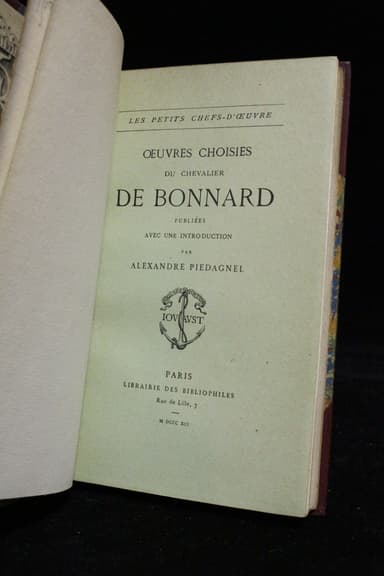 LES PETITS CHEFS-D'ŒUVRE
ŒUVRES CHOISIES
DU CHEVALIER
DE BONNARD
PUBLIÉES
AVEC UNE INTRODUCTION
PAR
ALEXANDRE PIEDAGNEL
IOVAVST
PARIS
LIBRAIRIE DES BIBLIOPHILES
Rue de Lille, 7
M DCCC XCI